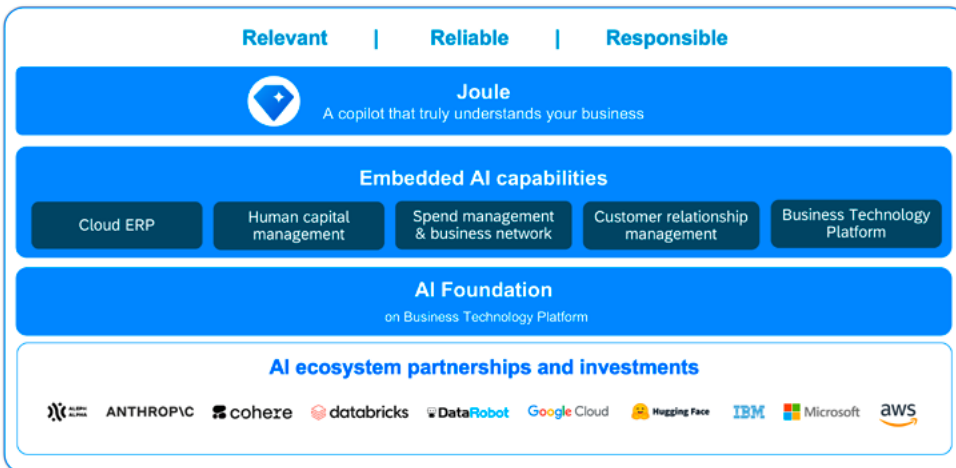 Relevant | Reliable | Responsible
Joule
A copilot that truly understands your business
Embedded AI capabilities
Cloud ERP
Human capital
management
Spend management
& business network
Customer relationship
management
Business Technology
Platform
AI Foundation
on Business Technology Platform
AI ecosystem partnerships and investments
ALEPH
ALPHA
ANTHROP\C
cohere
databricks
DataRobot
Google Cloud
Hugging Face
IBM
Microsoft
aws